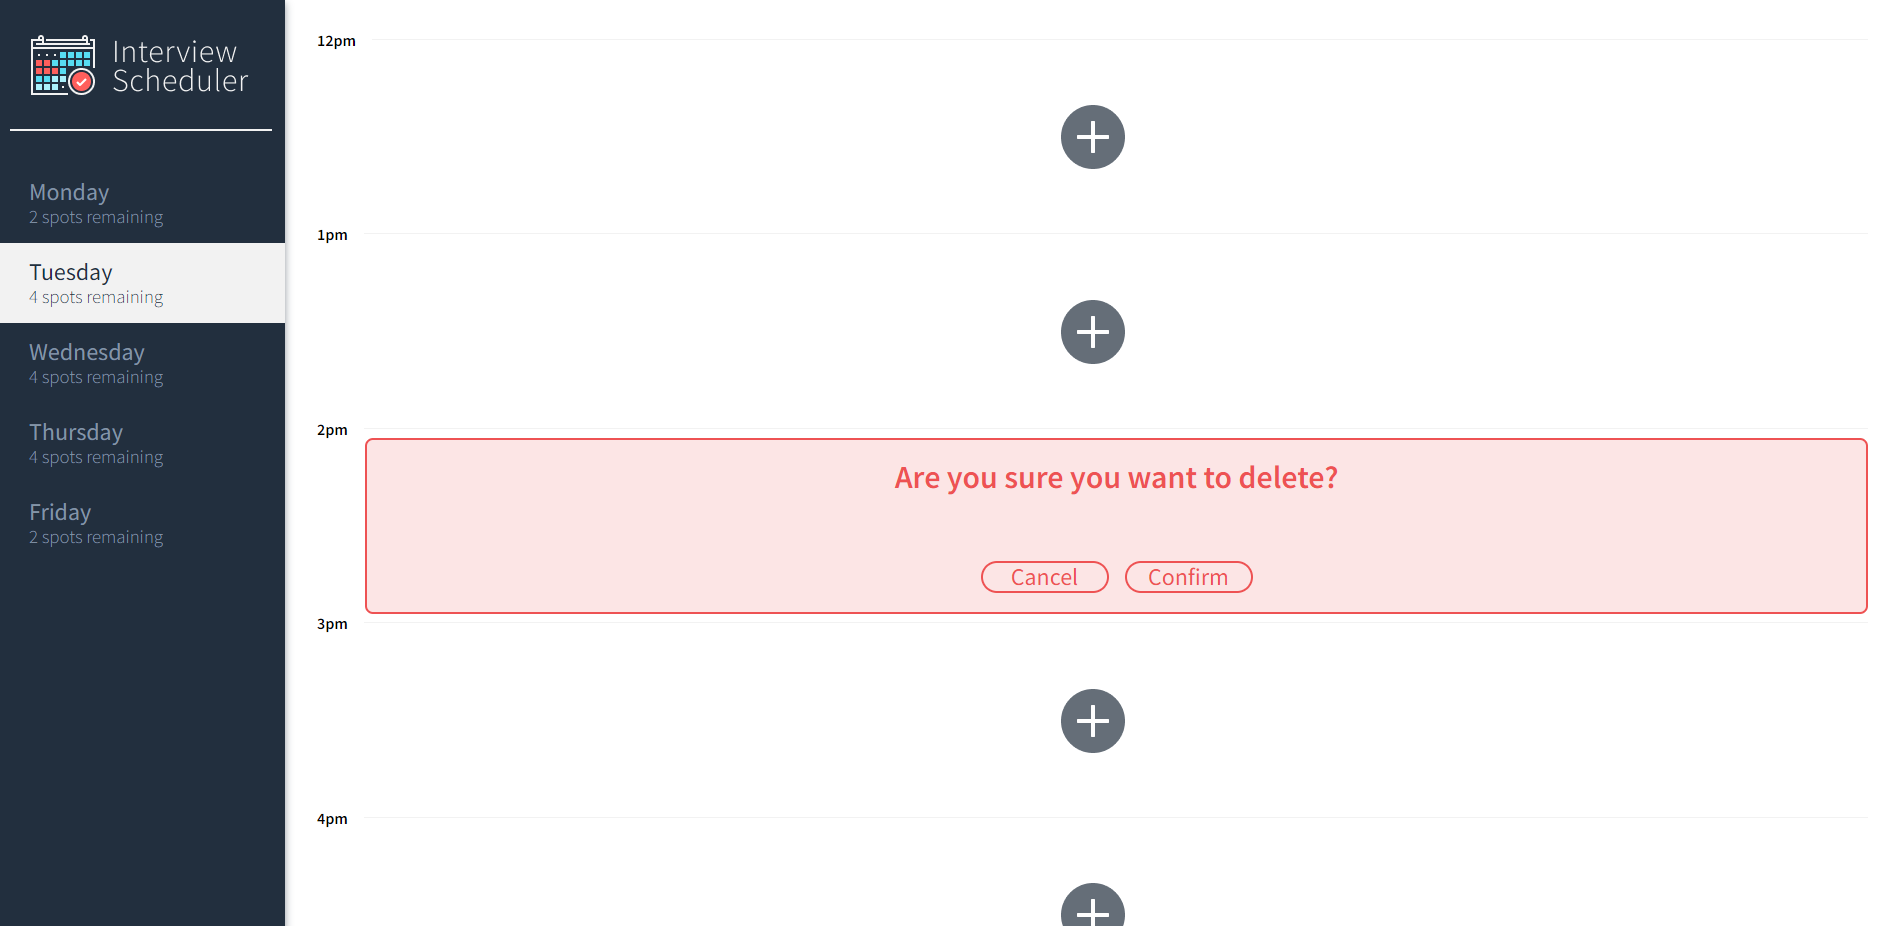 Interview
Scheduler
Monday
2 spots remaining
Tuesday
4 spots remaining
Wednesday
4 spots remaining
Thursday
4 spots remaining
Friday
2 spots remaining
12pm
1pm
2pm
Are you sure you want to delete?
Cancel Confirm
3pm
4pm